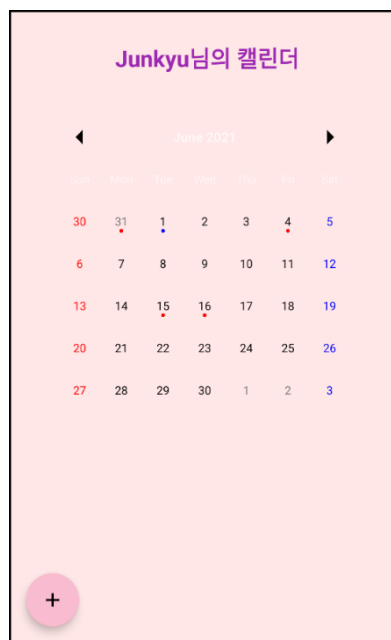 Junkyu님의 캘린더
June 2021
Sun Mon Tue Wed Thu Fri Sat
30 31 1 2 3 4 5
6 7 8 9 10 11 12
13 14 15 16 17 18 19
20 21 22 23 24 25 26
27 28 29 30 1 2 3
+